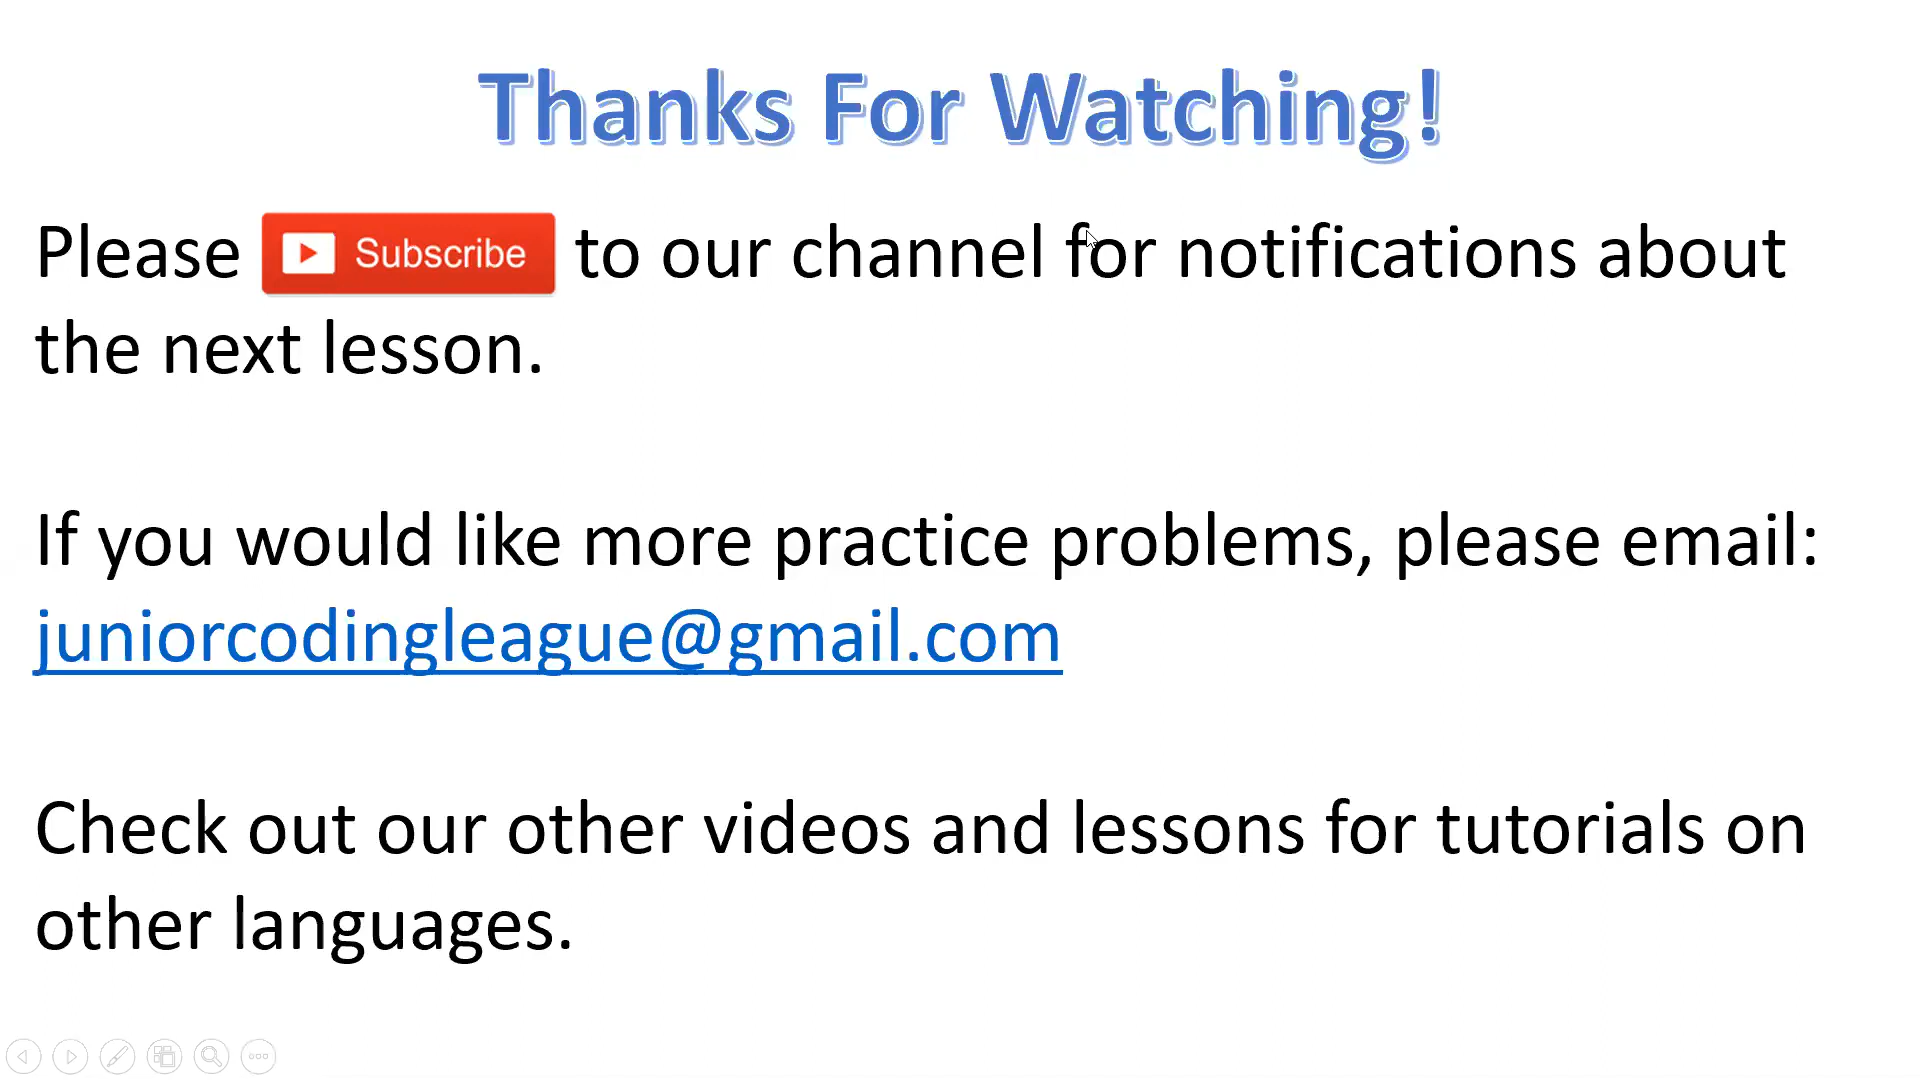 Thanks For Watching!
Please Subscribe to our channel for notifications about
the next lesson.
If you would like more practice problems, please email:
juniorcodingleague@gmail.com
Check out our other videos and lessons for tutorials on
other languages.